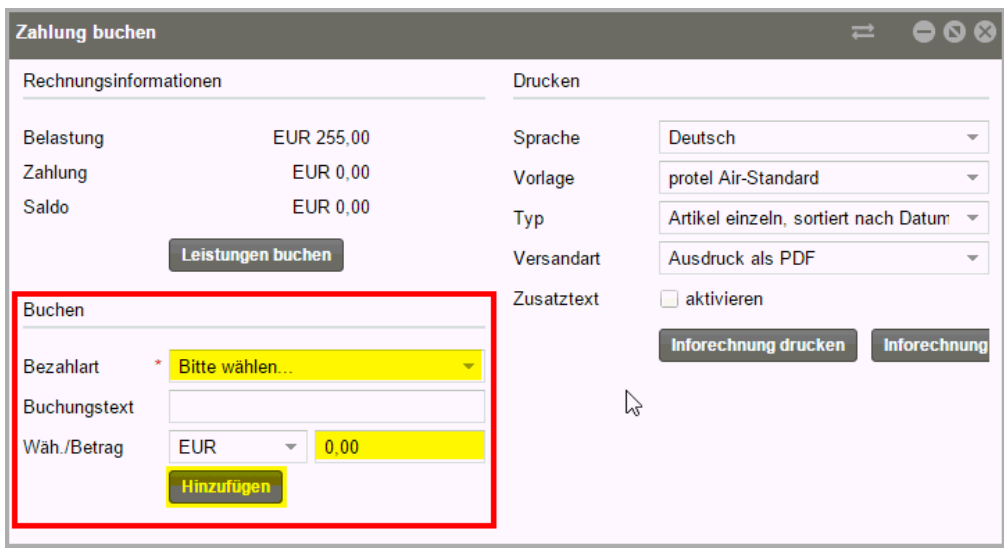 Zahlung buchen
Rechnungsinformationen
Belastung EUR 255,00
Zahlung EUR 0,00
Saldo EUR 0,00
Leistungen buchen
Buchen
Bezahlart * Bitte wählen...
Buchungstext
Wäh./Betrag EUR 0,00
Hinzufügen
Drucken
Sprache Deutsch
Vorlage protel Air-Standard
Typ Artikel einzeln, sortiert nach Datum
Versandart Ausdruck als PDF
Zusatztext aktivieren
Inforechnung drucken Inforechnung